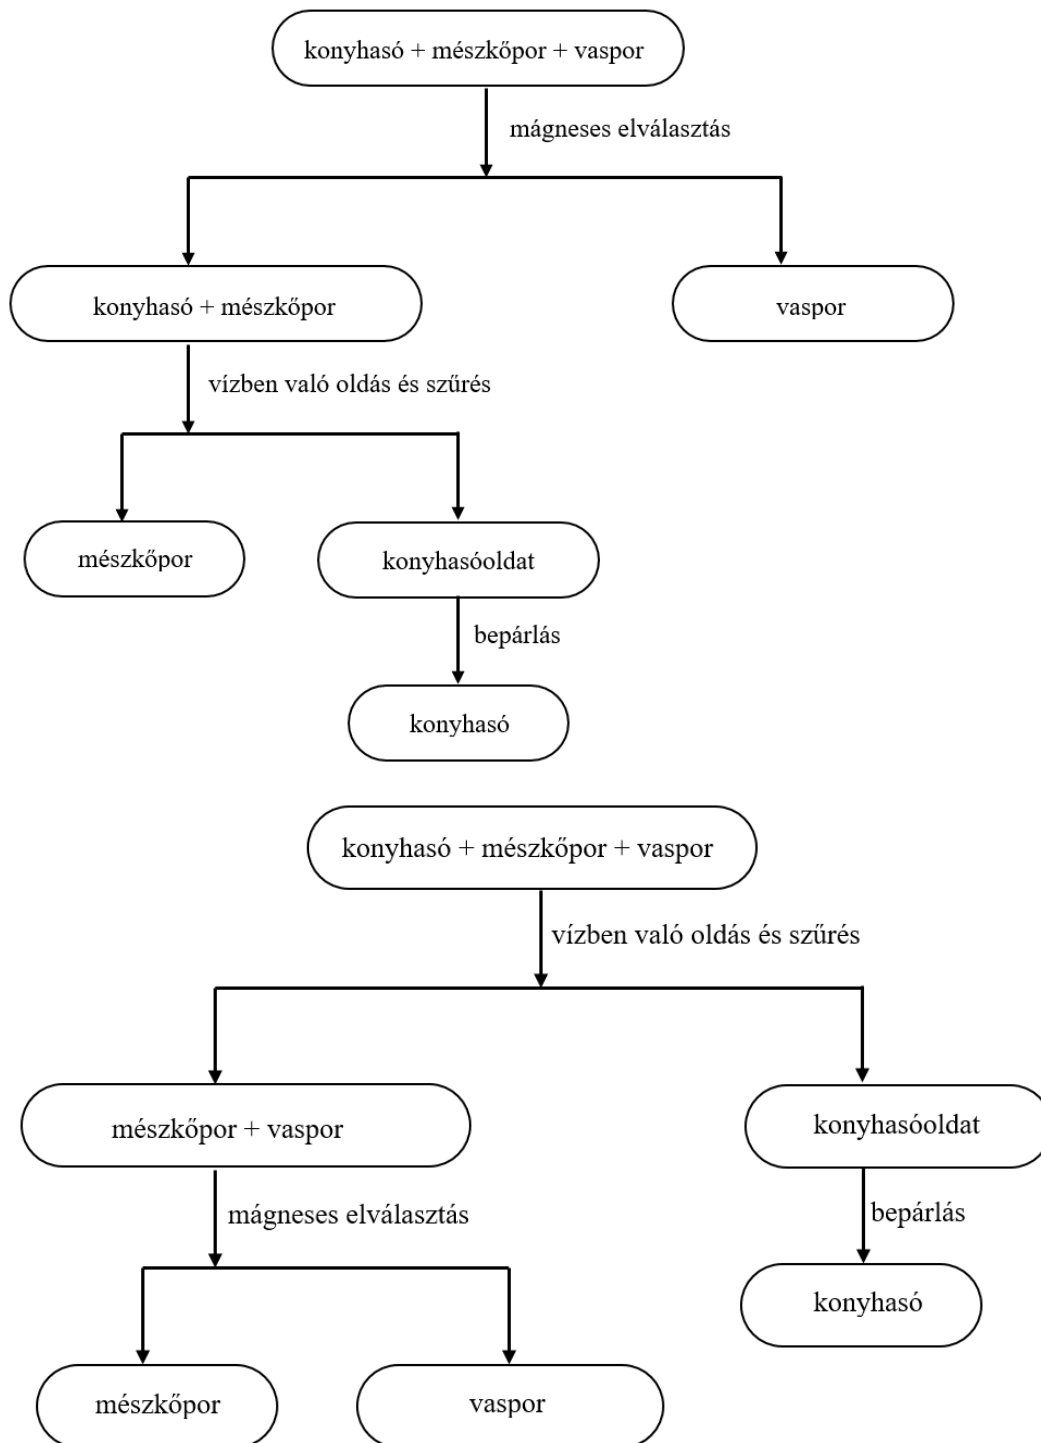 konyhasó + mészkőpor + vaspor
mágneses elválasztás
konyhasó + mészkőpor
vaspor
vízben való oldás és szűrés
mészkőpor
konyhasóoldat
bepárlás
konyhasó
konyhasó + mészkőpor + vaspor
vízben való oldás és szűrés
mészkőpor + vaspor
konyhasóoldat
mágneses elválasztás
bepárlás
konyhasó
mészkőpor
vaspor